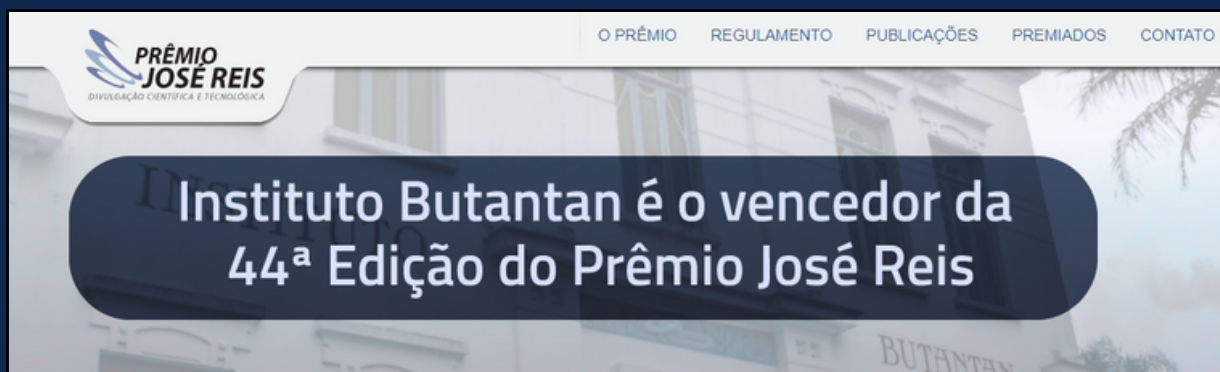 O PRÊMIO REGULAMENTO PUBLICAÇÕES PREMIADOS CONTATO
PRÊMIO
JOSÉ REIS
DIVULGAÇÃO CIENTÍFICA E TECNOLÓGICA
INSTITUTO
Instituto Butantan é o vencedor da
44ª Edição do Prêmio José Reis
BUTANTAN